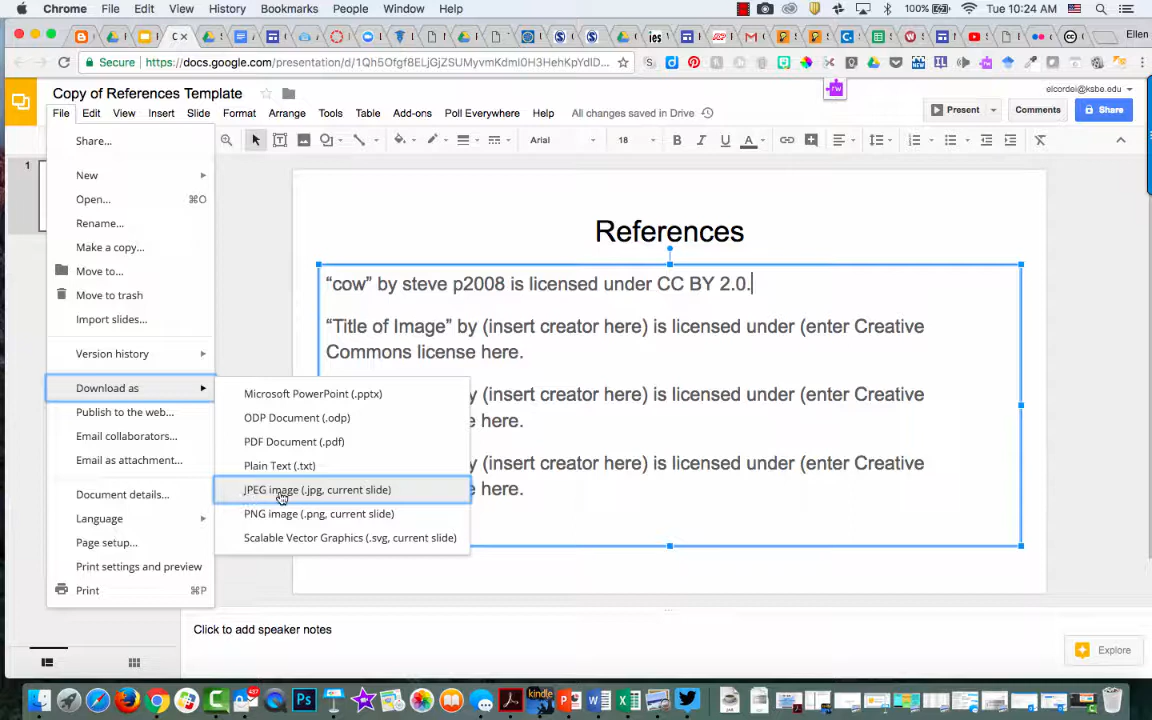 Chrome File Edit View History Bookmarks People Window Help 100% Tue 10:24 AM
Ellen
Secure https://docs.google.com/presentation/d/1Qh5Ofgf8ELjGjZSUMyvmKdmI0H3HehKpYdlD...
Copy of References Template
elcordei@ksbe.edu
File Edit View Insert Slide Format Arrange Tools Table Add-ons Poll Everywhere Help All changes saved in Drive
Present Comments Share
Arial 18 B I U A
Share...
New
Open... ⌘O
Rename...
Make a copy...
Move to...
Move to trash
Import slides...
Version history
Download as
Publish to the web...
Email collaborators...
Email as attachment...
Document details...
Language
Page setup...
Print settings and preview
Print ⌘P
Microsoft PowerPoint (.pptx)
ODP Document (.odp)
PDF Document (.pdf)
Plain Text (.txt)
JPEG image (.jpg, current slide)
PNG image (.png, current slide)
Scalable Vector Graphics (.svg, current slide)
1
References
“cow” by steve p2008 is licensed under CC BY 2.0.
“Title of Image” by (insert creator here) is licensed under (enter Creative
Commons license here.
y (insert creator here) is licensed under (enter Creative
e here.
y (insert creator here) is licensed under (enter Creative
e here.
Click to add speaker notes
Explore